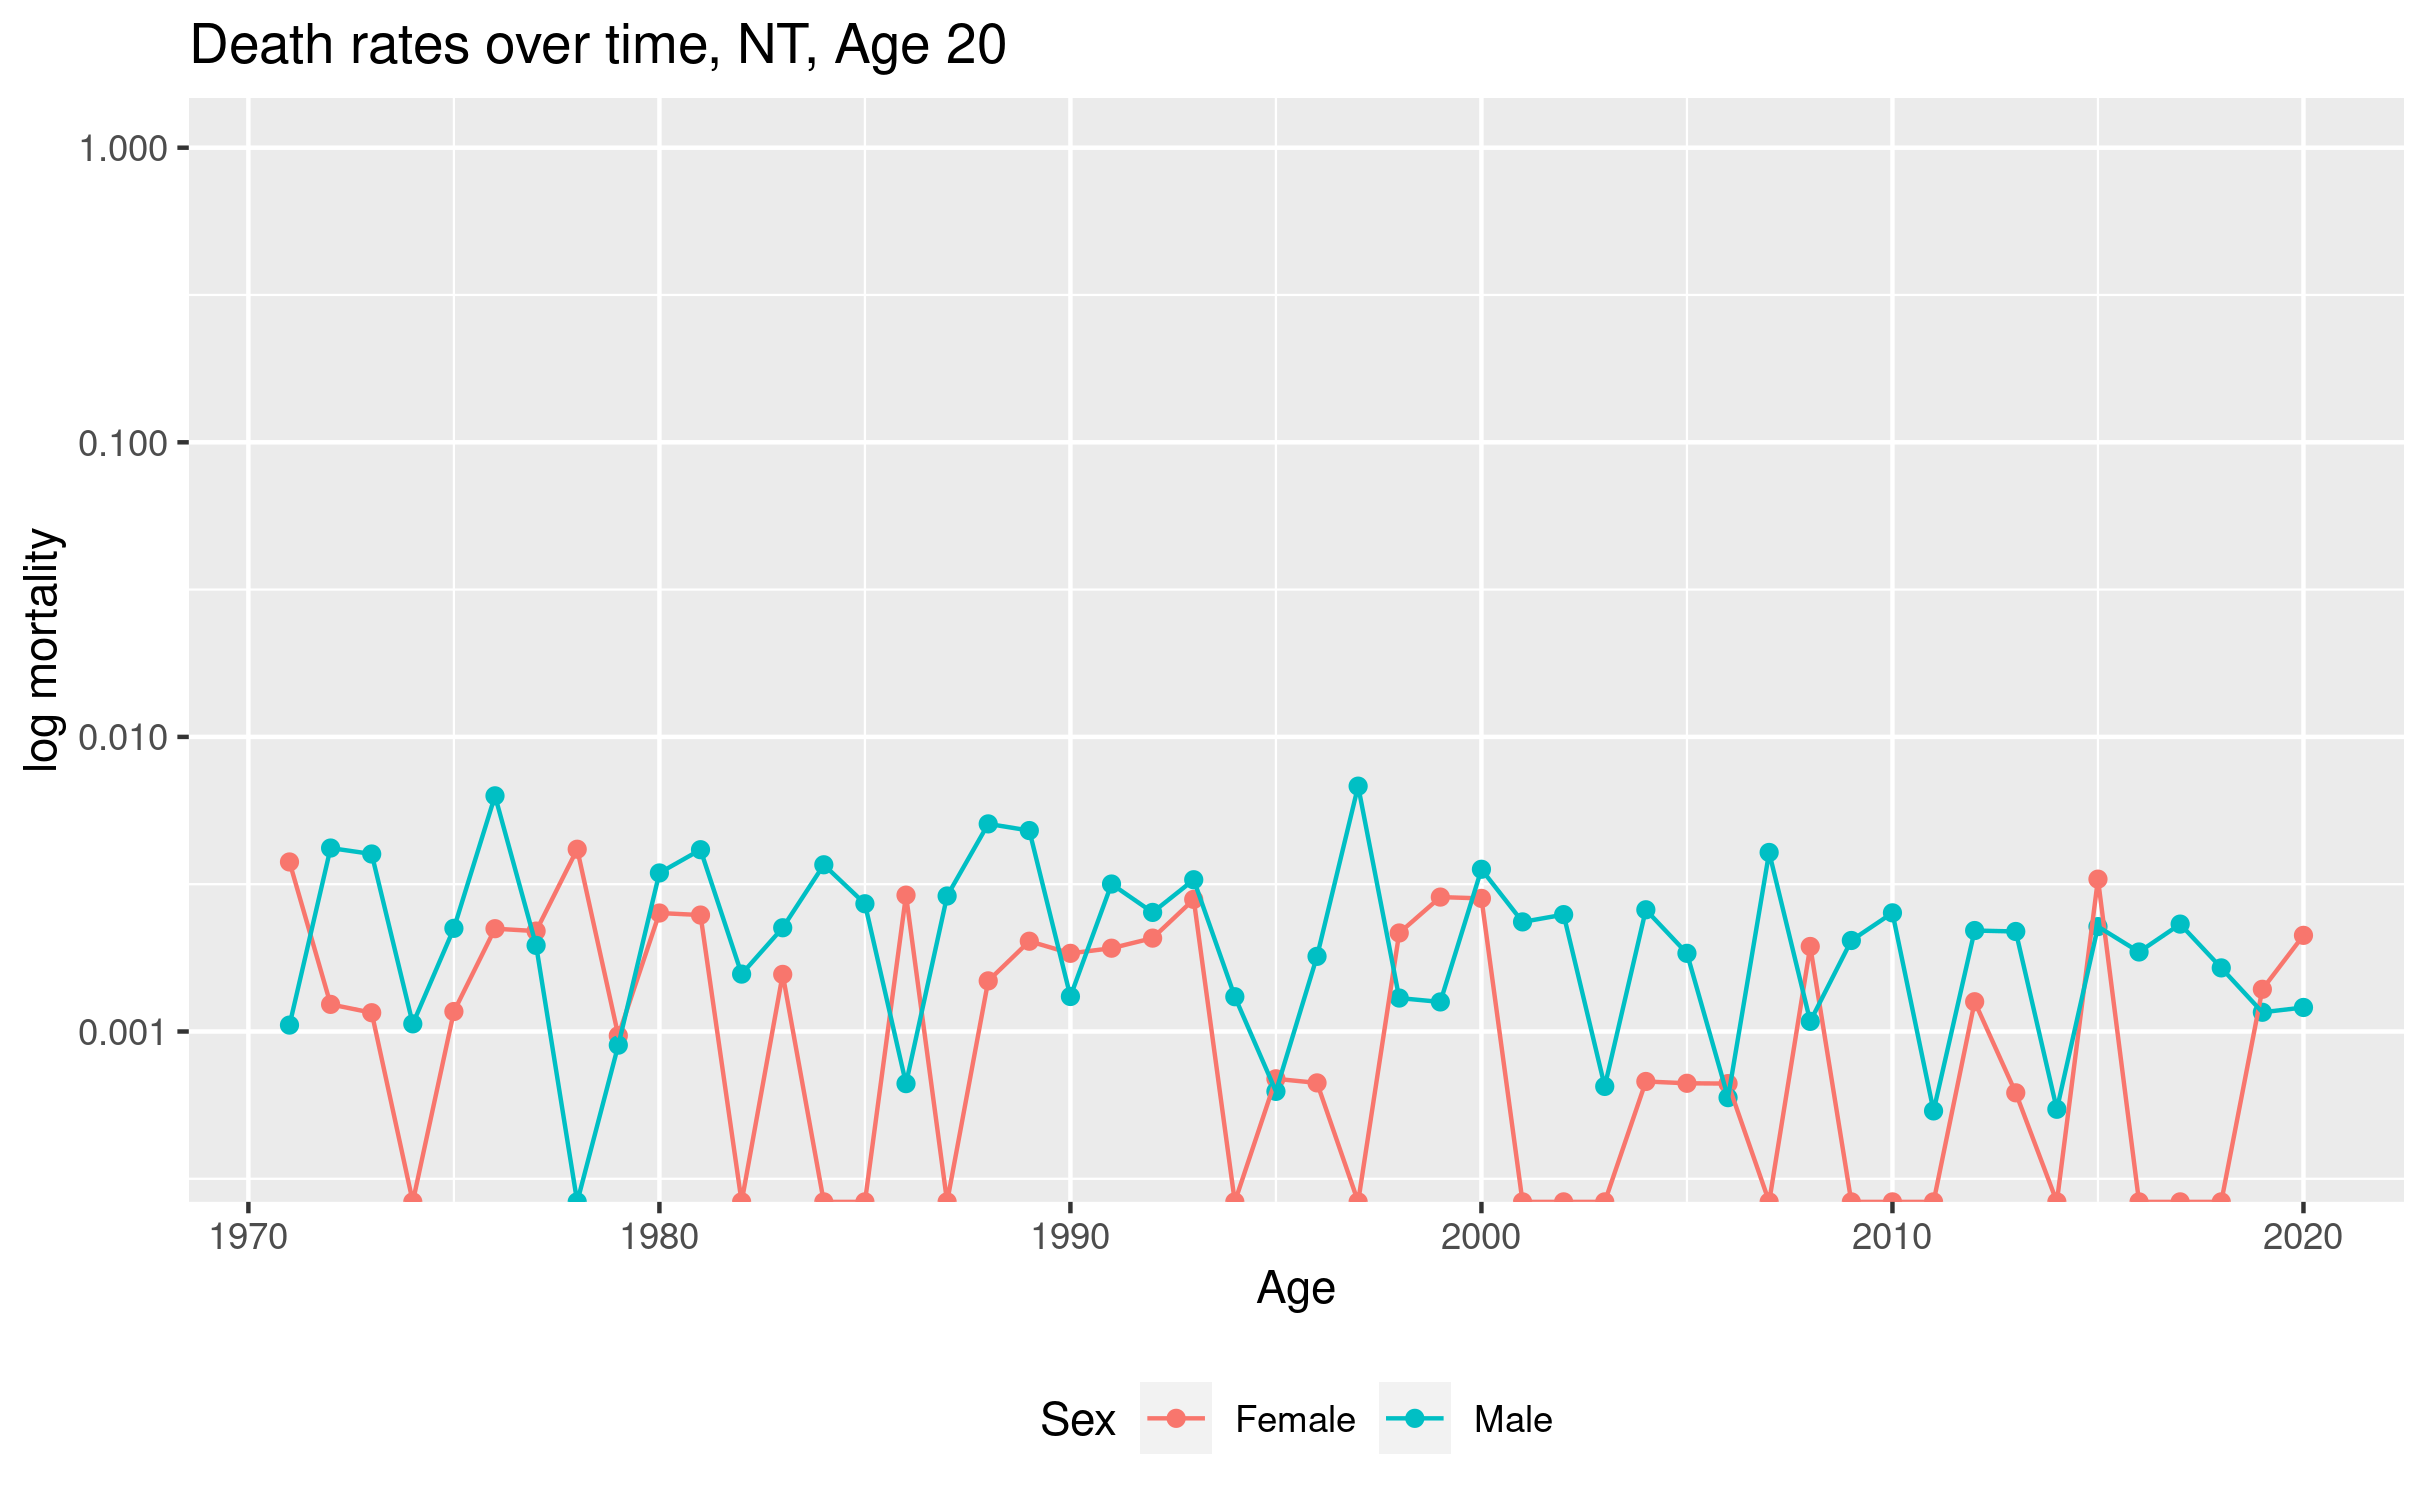 Death rates over time, NT, Age 20
log mortality
1.000
0.100
0.010
0.001
1970 1980 1990 2000 2010 2020
Age
Sex Female Male